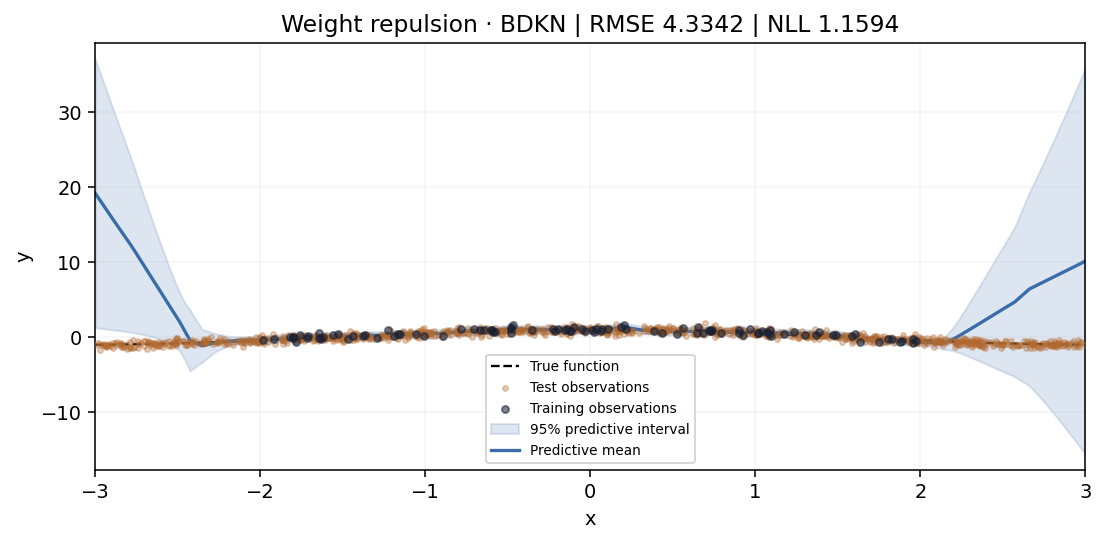 Weight repulsion · BDKN | RMSE 4.3342 | NLL 1.1594
y
30
20
10
0
−10
True function
Test observations
Training observations
95% predictive interval
Predictive mean
−3
−2
−1
0
1
2
3
x